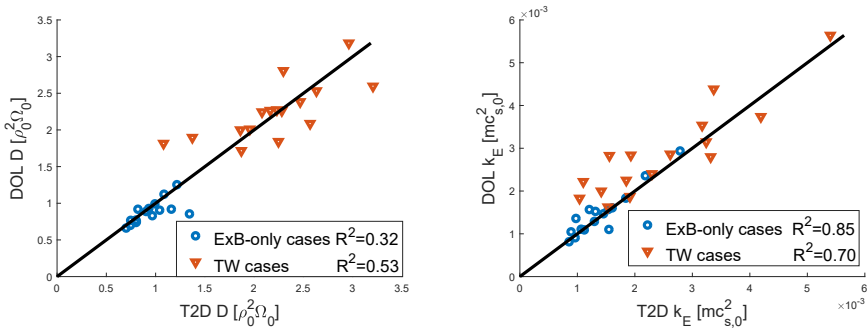 3.5
3
2.5
2
1.5
1
0.5
0
DOL D [ρ₀²Ω₀]
ExB-only cases R²=0.32
TW cases R²=0.53
0 0.5 1 1.5 2 2.5 3 3.5
T2D D [ρ₀²Ω₀]
×10⁻³
6
5
4
3
2
1
0
DOL k_E [mc²_s,0]
ExB-only cases R²=0.85
TW cases R²=0.70
0 1 2 3 4 5 6
T2D k_E [mc²_s,0]
×10⁻³